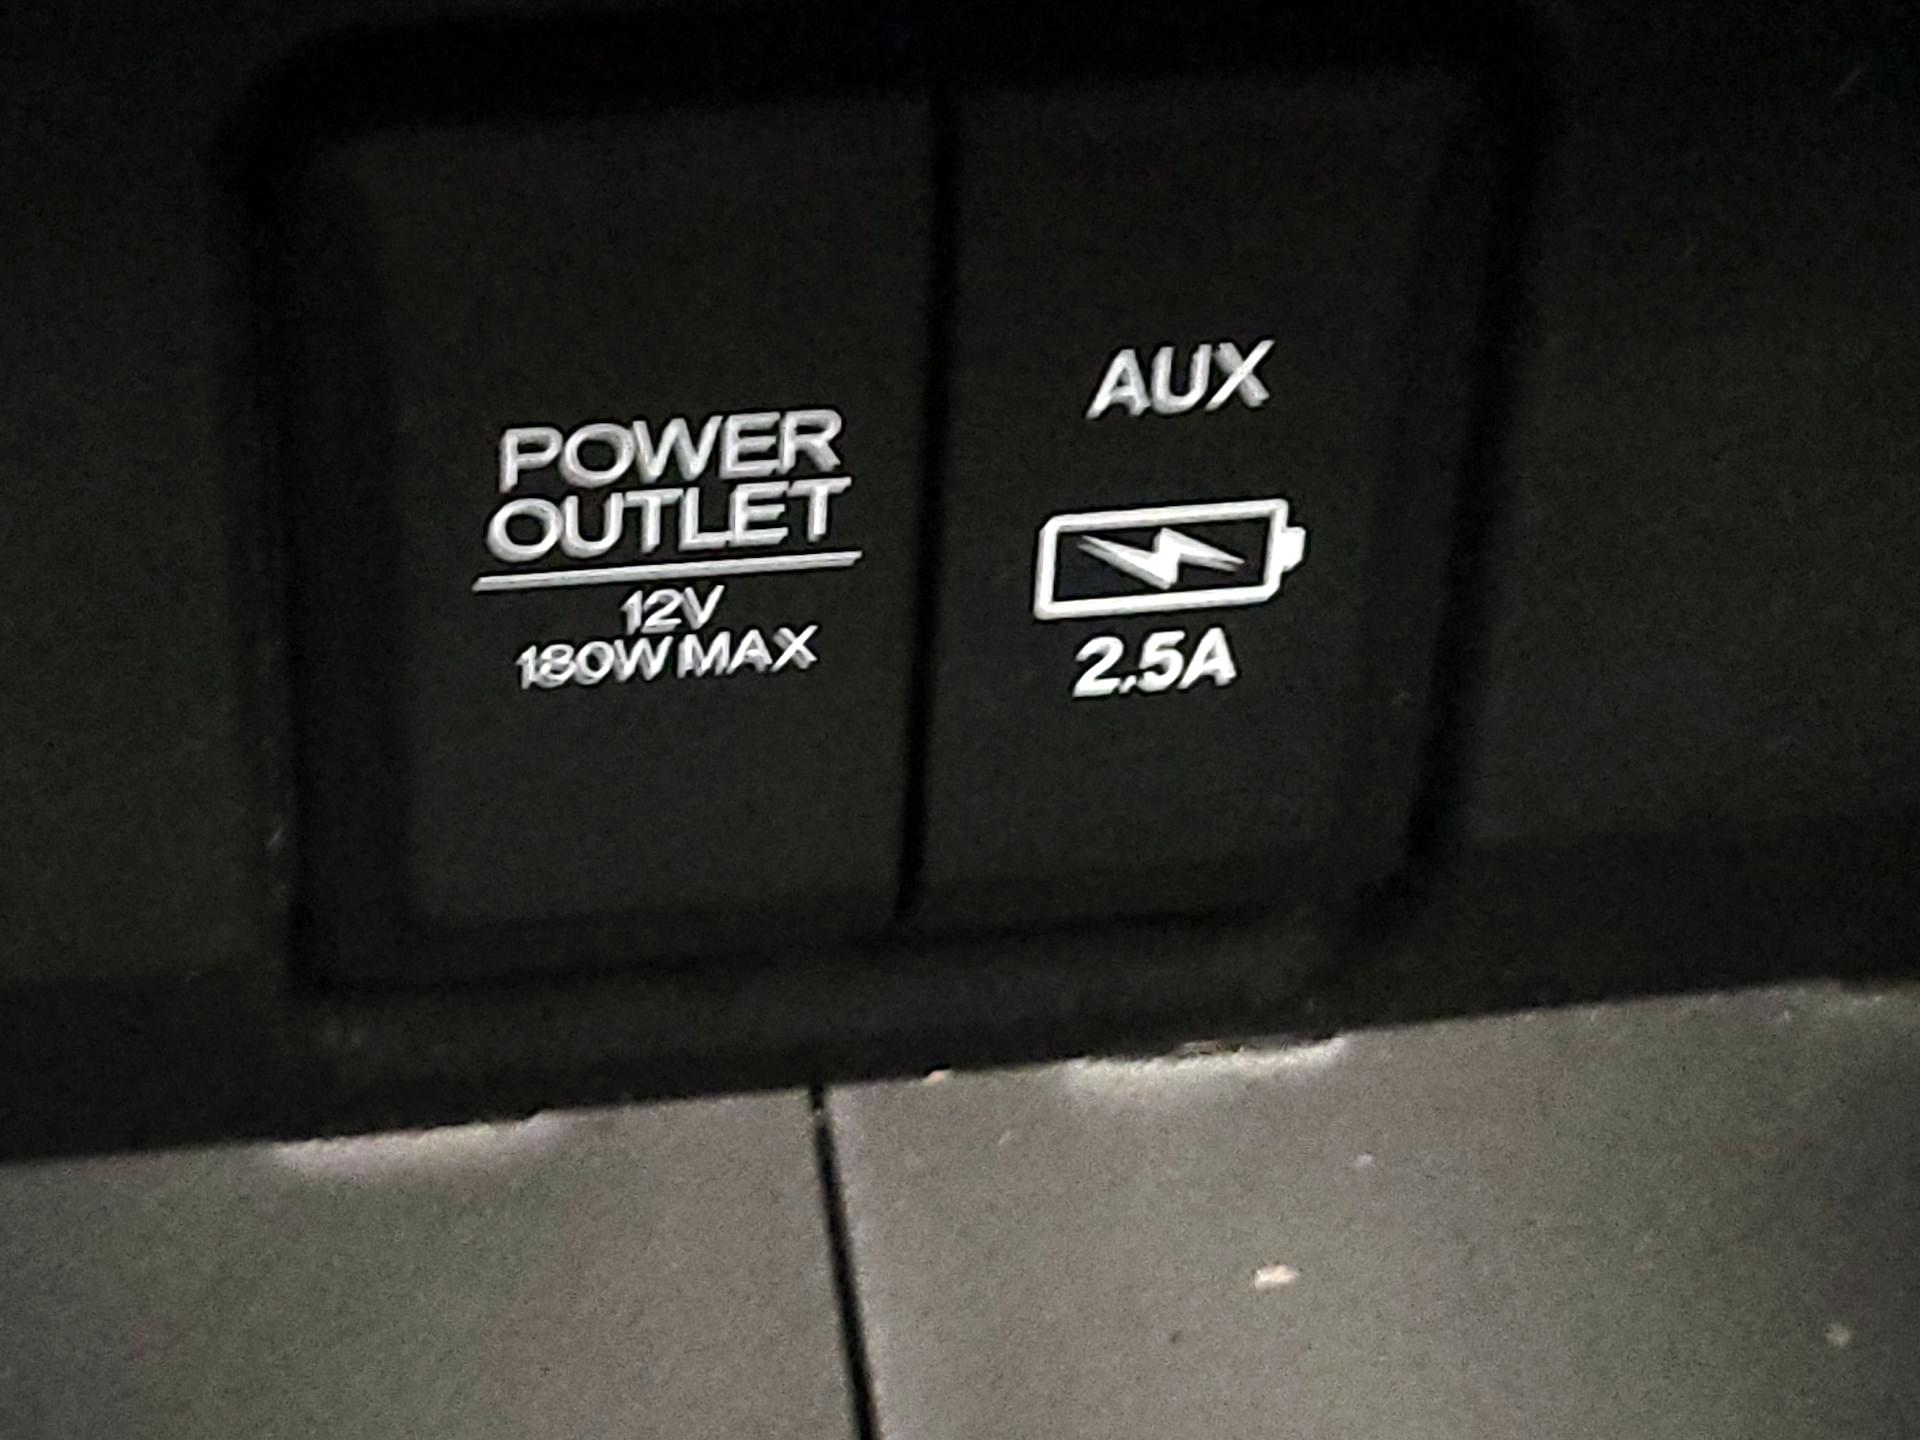 POWER
OUTLET
12V
180W MAX
AUX
2.5A